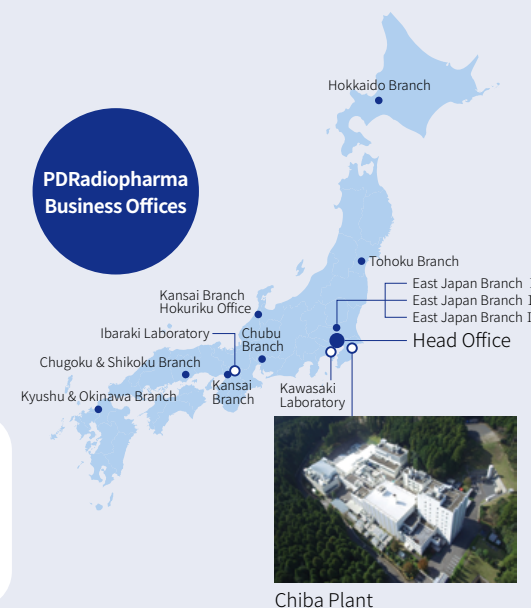 Hokkaido Branch
PDRadiopharma
Business Offices
Tohoku Branch
East Japan Branch
East Japan Branch
East Japan Branch
Head Office
Kansai Branch
Hokuriku Office
Ibaraki Laboratory
Chubu
Branch
Chugoku & Shikoku Branch
Kyushu & Okinawa Branch
Kansai
Branch
Kawasaki
Laboratory
Chiba Plant